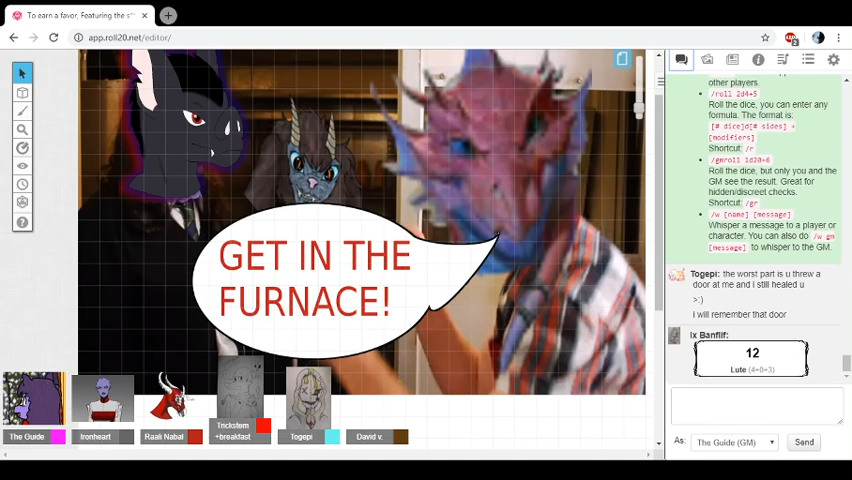 To earn a favor, Featuring the st
app.roll20.net/editor/
GET IN THE
FURNACE!
other players.
/roll 2d4+5
Roll the dice, you can enter any
formula. The format is:
[# dice]d[# sides] +
[modifiers]
Shortcut: /r
/gmroll 1d20+6
Roll the dice, but only you and the
GM see the result. Great for
hidden/discreet checks.
Shortcut: /gr
/w [name] [message]
Whisper a message to a player or
character. You can also do /w gm
[message] to whisper to the GM.
Togepi: the worst part is u threw a
door at me and i still healed u
>:)
i will remember that door
Ix Banflif:
12
Lute (4+0+3)
As: The Guide (GM)
Send
The Guide
Ironheart
Raali Nabal
Trickstem
+breakfast
Togepi
David v.